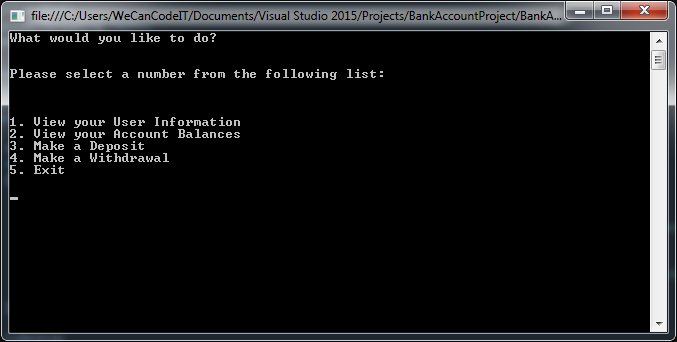 file:///C:/Users/WeCanCodeIT/Documents/Visual Studio 2015/Projects/BankAccountProject/BankA...
What would you like to do?
Please select a number from the following list:
1. View your User Information
2. View your Account Balances
3. Make a Deposit
4. Make a Withdrawal
5. Exit